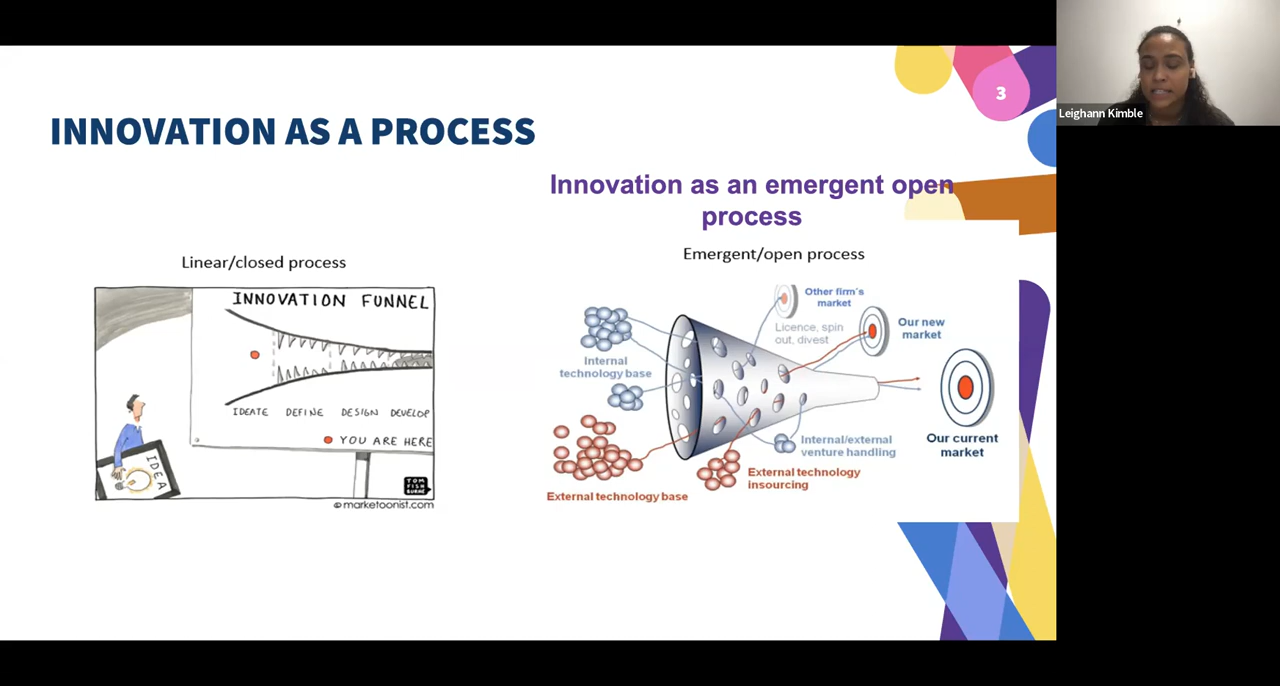 3
Leighann Kimble
INNOVATION AS A PROCESS
Innovation as an emergent open
process
Linear/closed process
INNOVATION FUNNEL
IDEATE DEFINE DESIGN DEVELOP
YOU ARE HERE
IDEA
TOM
FISH
BURNE
© marketoonist.com
Emergent/open process
Other firm´s
market
Licence, spin
out, divest
Our new
market
Internal
technology base
Our current
market
Internal/external
venture handling
External technology
insourcing
External technology base